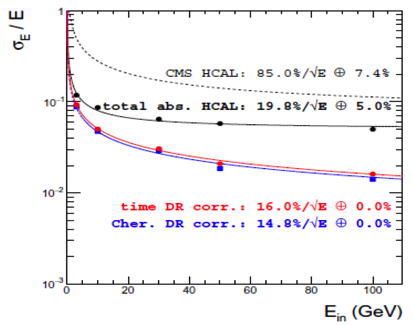 σE / E
1
CMS HCAL: 85.0%/√E ⊕ 7.4%
10⁻¹
total abs. HCAL: 19.8%/√E ⊕ 5.0%
10⁻²
time DR corr.: 16.0%/√E ⊕ 0.0%
Cher. DR corr.: 14.8%/√E ⊕ 0.0%
10⁻³
0 20 40 60 80 100
Ein (GeV)